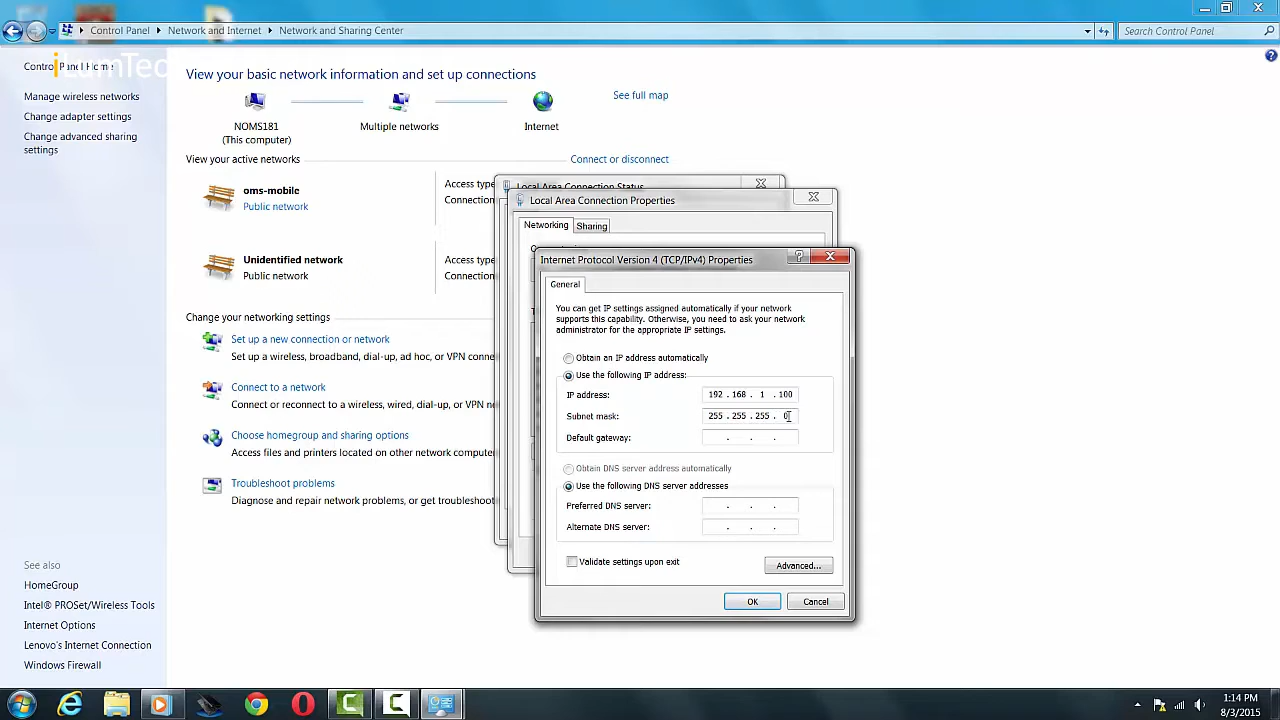 Control Panel
Network and Internet
Network and Sharing Center
Search Control Panel
Control Panel Home
iLumTec
Manage wireless networks
Change adapter settings
Change advanced sharing
settings
View your basic network information and set up connections
See full map
NOMS181
(This computer)
Multiple networks
Internet
View your active networks
Connect or disconnect
oms-mobile
Public network
Access type
Connection
Unidentified network
Public network
Access type
Connection
Change your networking settings
Set up a new connection or network
Set up a wireless, broadband, dial-up, ad hoc, or VPN conne
Connect to a network
Connect or reconnect to a wireless, wired, dial-up, or VPN n
Choose homegroup and sharing options
Access files and printers located on other network computer
Troubleshoot problems
Diagnose and repair network problems, or get troubleshoot
See also
HomeGroup
Intel® PROSet/Wireless Tools
Internet Options
Lenovo's Internet Connection
Windows Firewall
Local Area Connection Status
Local Area Connection Properties
Networking
Sharing
Internet Protocol Version 4 (TCP/IPv4) Properties
General
You can get IP settings assigned automatically if your network
supports this capability. Otherwise, you need to ask your network
administrator for the appropriate IP settings.
Obtain an IP address automatically
Use the following IP address:
IP address: 192 . 168 . 1 . 100
Subnet mask: 255 . 255 . 255 . 0
Default gateway: . . .
Obtain DNS server address automatically
Use the following DNS server addresses
Preferred DNS server: . . .
Alternate DNS server: . . .
Validate settings upon exit
Advanced...
OK
Cancel
1:14 PM
8/3/2015